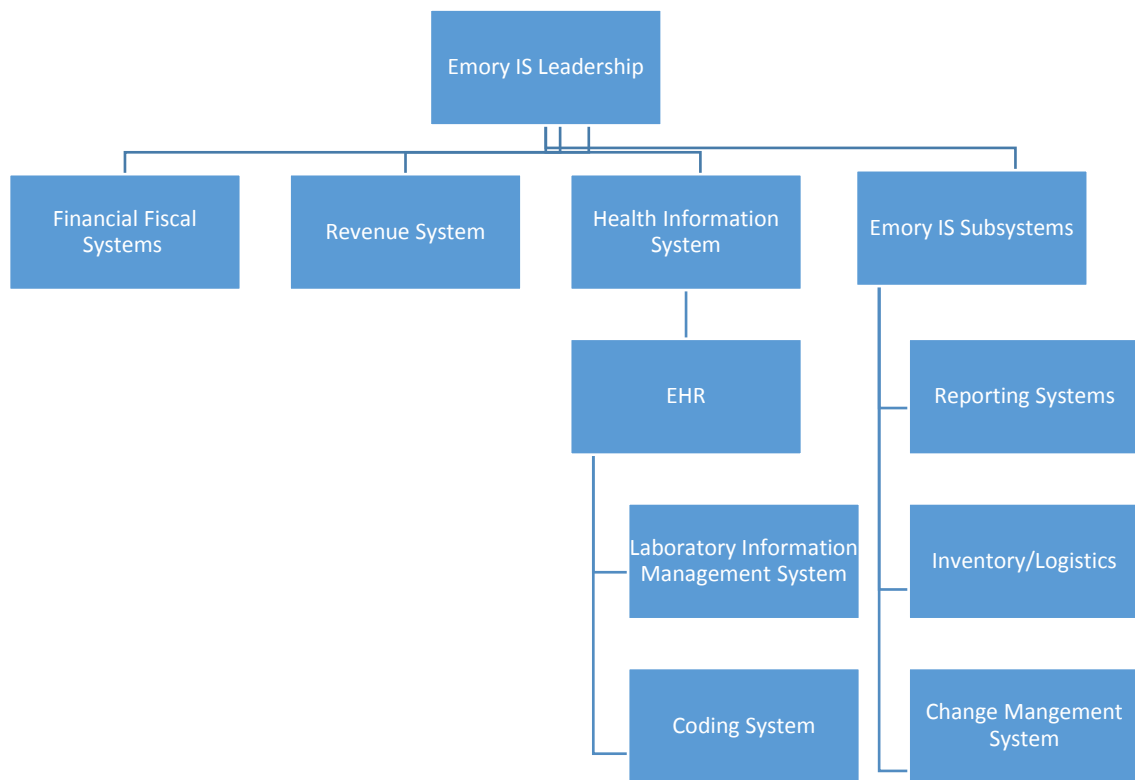 Emory IS Leadership
Financial Fiscal
Systems
Revenue System
Health Information
System
Emory IS Subsystems
EHR
Reporting Systems
Laboratory Information
Management System
Inventory/Logistics
Coding System
Change Mangement
System